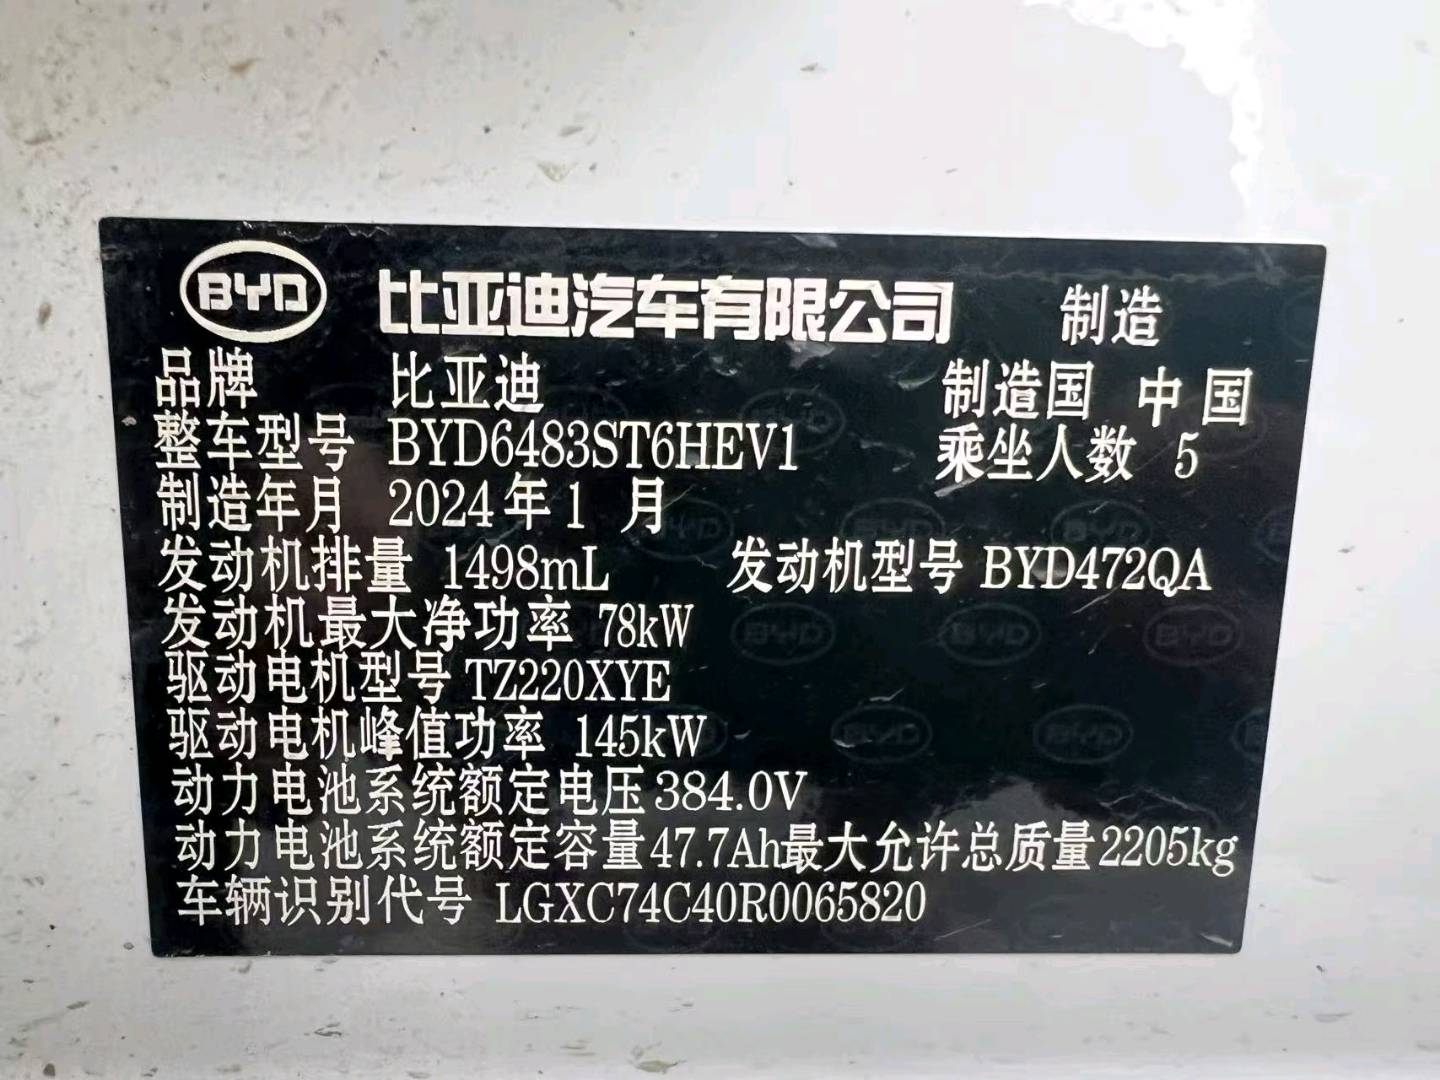 BYD 比亚迪汽车有限公司 制造
品牌 比亚迪 制造国 中国
整车型号 BYD6483ST6HEV1 乘坐人数 5
制造年月 2024年1月
发动机排量 1498mL 发动机型号 BYD472QA
发动机最大净功率 78kW
驱动电机型号 TZ220XYE
驱动电机峰值功率 145kW
动力电池系统额定电压 384.0V
动力电池系统额定容量 47.7Ah 最大允许总质量 2205kg
车辆识别代号 LGXC74C40R0065820